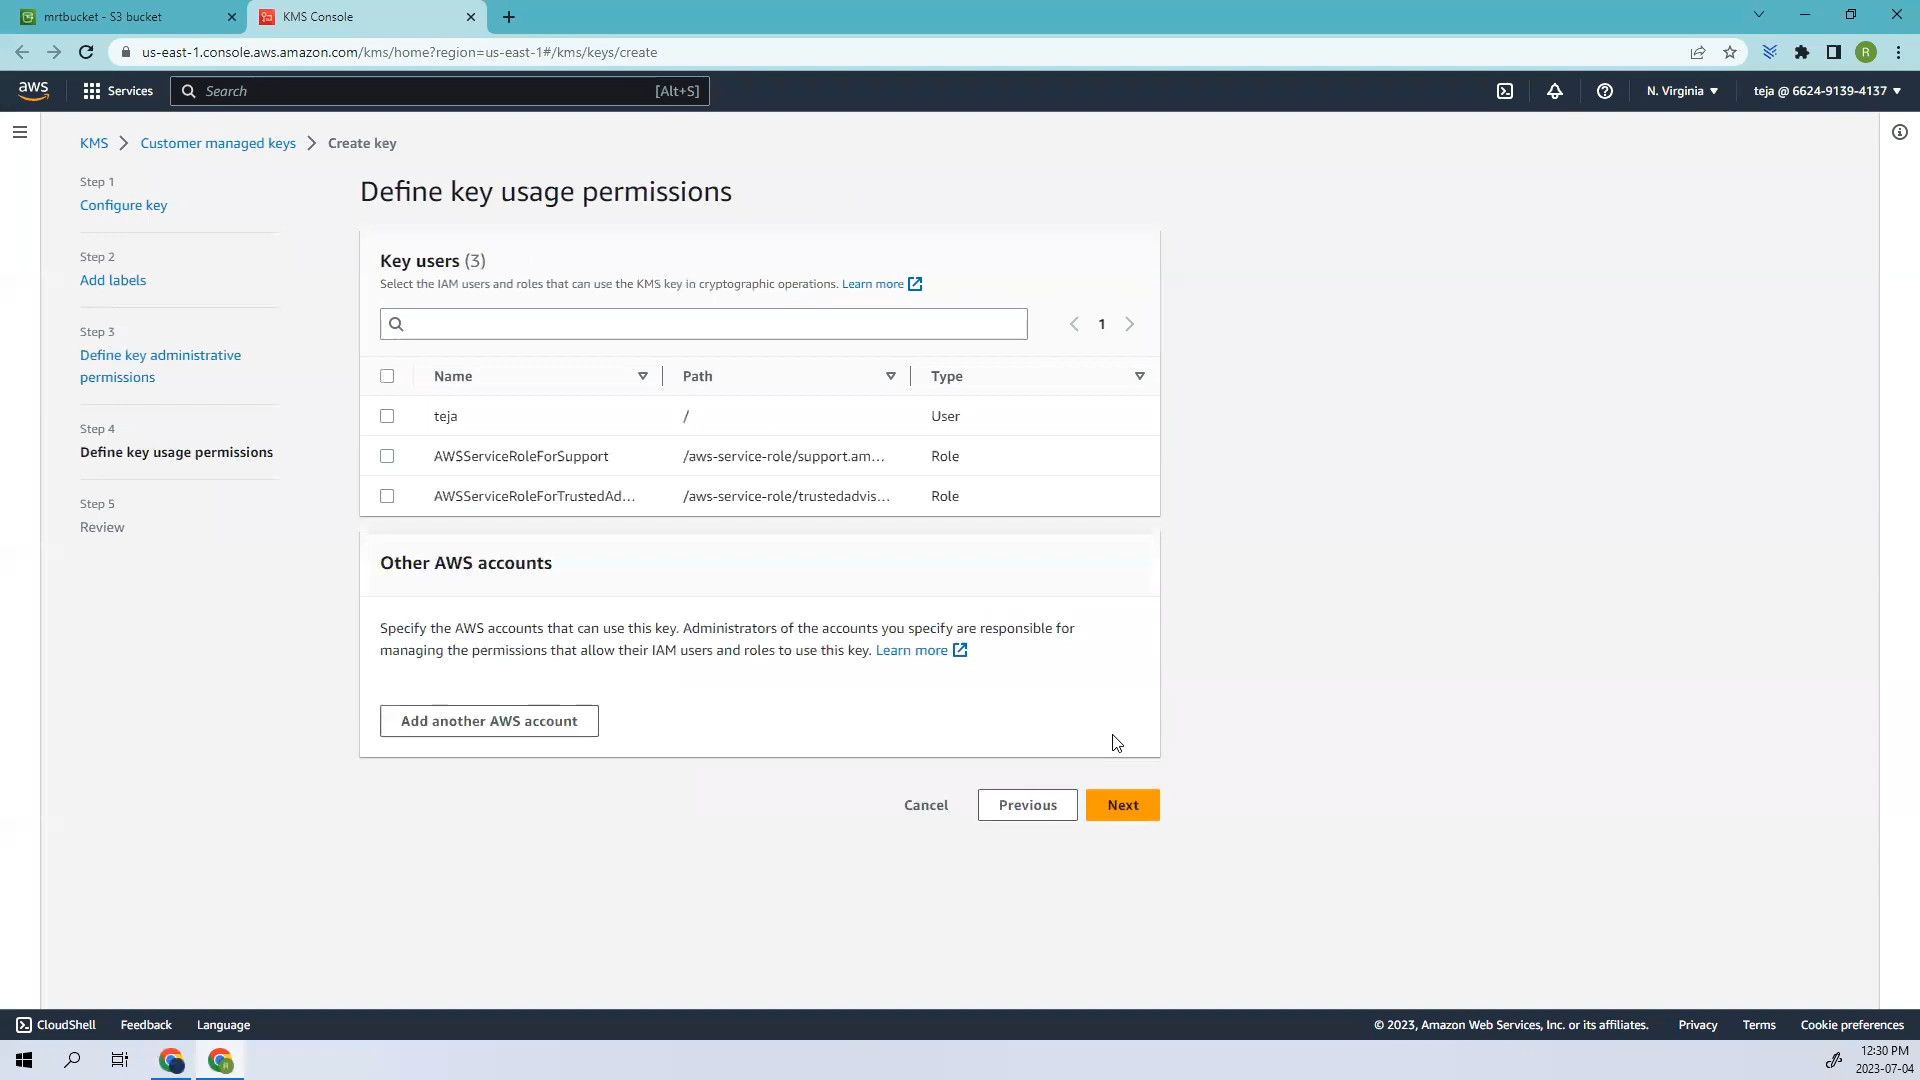 mrtbucket - S3 bucket
KMS Console
us-east-1.console.aws.amazon.com/kms/home?region=us-east-1#/kms/keys/create
R
aws
Services
Search
[Alt+S]
N. Virginia
teja @ 6624-9139-4137
KMS
Customer managed keys
Create key
Step 1
Configure key
Step 2
Add labels
Step 3
Define key administrative
permissions
Step 4
Define key usage permissions
Step 5
Review
Define key usage permissions
Key users (3)
Select the IAM users and roles that can use the KMS key in cryptographic operations. Learn more
1
Name
Path
Type
teja
/
User
AWSServiceRoleForSupport
/aws-service-role/support.am...
Role
AWSServiceRoleForTrustedAd...
/aws-service-role/trustedadvis...
Role
Other AWS accounts
Specify the AWS accounts that can use this key. Administrators of the accounts you specify are responsible for
managing the permissions that allow their IAM users and roles to use this key. Learn more
Add another AWS account
Cancel
Previous
Next
CloudShell
Feedback
Language
© 2023, Amazon Web Services, Inc. or its affiliates.
Privacy
Terms
Cookie preferences
12:30 PM
2023-07-04